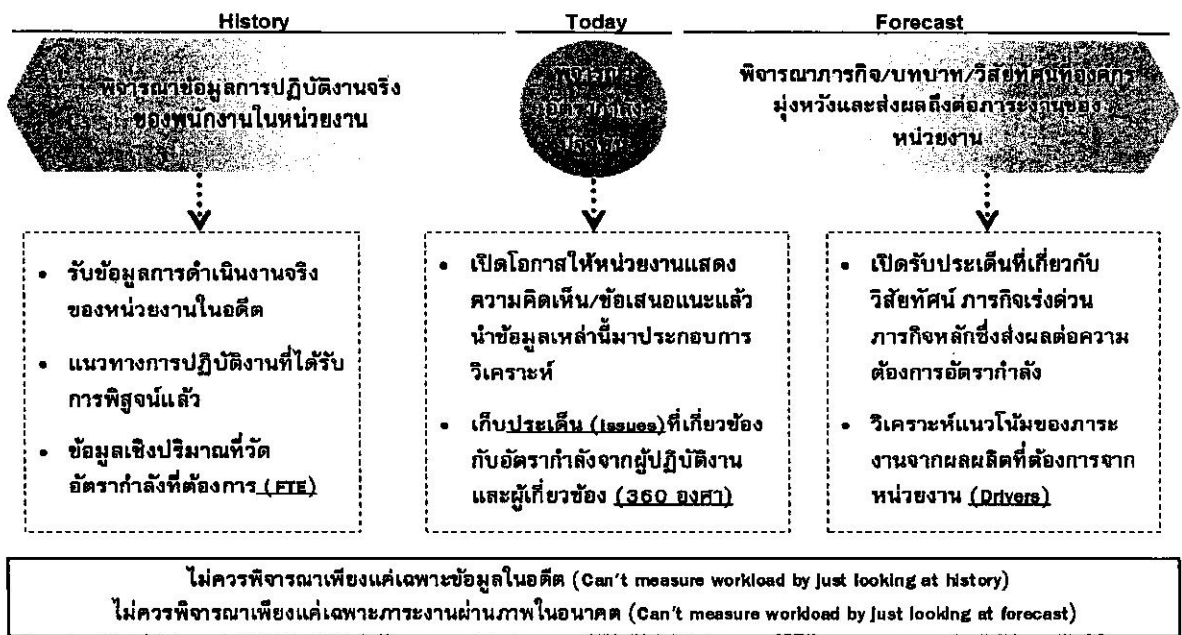 History
Today
Forecast
พิจารณาข้อมูลการปฏิบัติงานจริง
ของพนักงานในหน่วยงาน
พิจารณา
อัตรากำลัง
ปัจจุบัน
พิจารณาภารกิจ/บทบาท/วิสัยทัศน์ที่องค์กร
มุ่งหวังและส่งผลถึงต่อภาระงานของ
หน่วยงาน
• รับข้อมูลการดำเนินงานจริง
ของหน่วยงานในอดีต
• แนวทางการปฏิบัติงานที่ได้รับ
การพิสูจน์แล้ว
• ข้อมูลเชิงปริมาณที่วัด
อัตรากำลังที่ต้องการ (FTE)
• เปิดโอกาสให้หน่วยงานแสดง
ความคิดเห็น/ข้อเสนอแนะแล้ว
นำข้อมูลเหล่านี้มาประกอบการ
วิเคราะห์
• เก็บประเด็น (Issues)ที่เกี่ยวข้อง
กับอัตรากำลังจากผู้ปฏิบัติงาน
และผู้เกี่ยวข้อง (360 องศา)
• เปิดรับประเด็นที่เกี่ยวกับ
วิสัยทัศน์ ภารกิจเร่งด่วน
ภารกิจหลักซึ่งส่งผลต่อความ
ต้องการอัตรากำลัง
• วิเคราะห์แนวโน้มของภาระ
งานจากผลผลิตที่ต้องการจาก
หน่วยงาน (Drivers)
ไม่ควรพิจารณาเพียงแค่เฉพาะข้อมูลในอดีต (Can't measure workload by just looking at history)
ไม่ควรพิจารณาเพียงแค่เฉพาะภาระงานผ่านภาพในอนาคต (Can't measure workload by just looking at forecast)